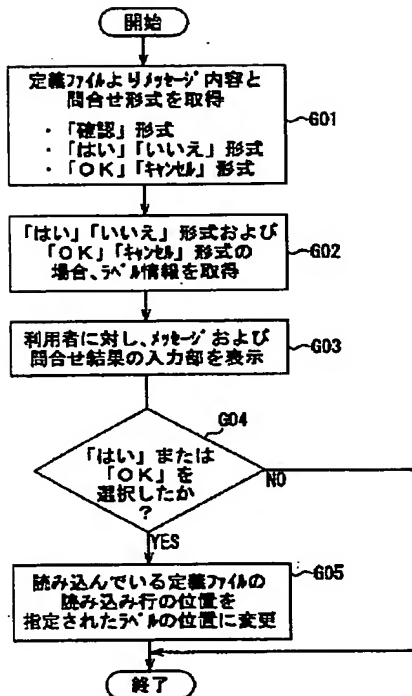 開始
定義ファイルよりメッセージ内容と
問合せ形式を取得
・「確認」形式
・「はい」「いいえ」形式
・「OK」「キャンセル」形式
G01
「はい」「いいえ」形式および
「OK」「キャンセル」形式の
場合、ラベル情報を取得
G02
利用者に対し、メッセージおよび
問合せ結果の入力部を表示
G03
G04
「はい」または
「OK」を
選択したか
?
NO
YES
読み込んでいる定義ファイルの
読み込み行の位置を
指定されたラベルの位置に変更
G05
終了